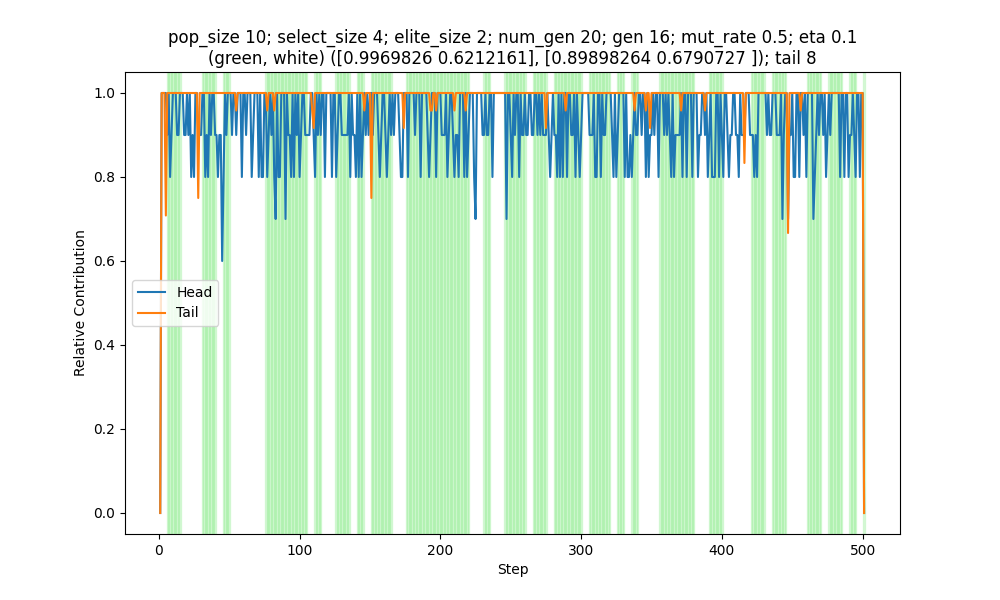 pop_size 10; select_size 4; elite_size 2; num_gen 20; gen 16; mut_rate 0.5; eta 0.1
(green, white) ([0.9969826 0.6212161], [0.89898264 0.6790727 ]); tail 8
1.0
0.8
0.6
0.4
0.2
0.0
Relative Contribution
Head
Tail
0 100 200 300 400 500
Step